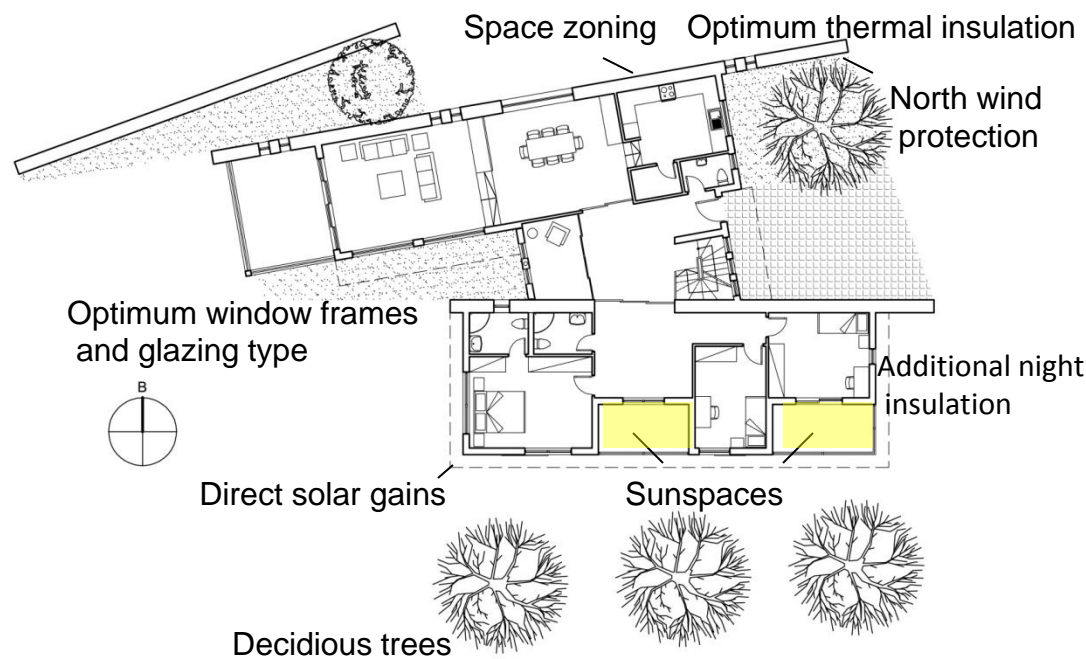 Space zoning
Optimum thermal insulation
North wind
protection
Optimum window frames
and glazing type
B
Additional night
insulation
Direct solar gains
Sunspaces
Decidious trees